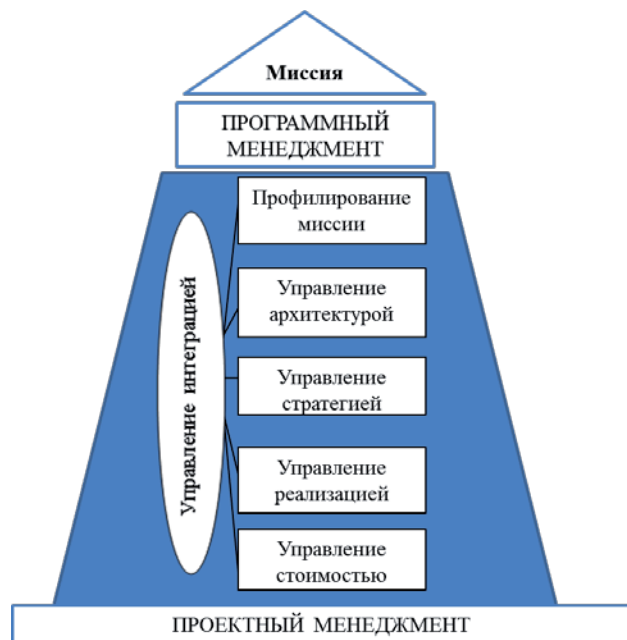 Миссия
ПРОГРАММНЫЙ
МЕНЕДЖМЕНТ
Профилирование
миссии
Управление
архитектурой
Управление интеграцией
Управление
стратегией
Управление
реализацией
Управление
стоимостью
ПРОЕКТНЫЙ МЕНЕДЖМЕНТ